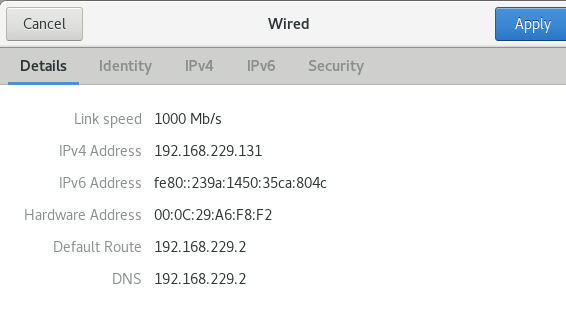 Cancel Wired Apply
Details Identity IPv4 IPv6 Security
Link speed 1000 Mb/s
IPv4 Address 192.168.229.131
IPv6 Address fe80::239a:1450:35ca:804c
Hardware Address 00:0C:29:A6:F8:F2
Default Route 192.168.229.2
DNS 192.168.229.2